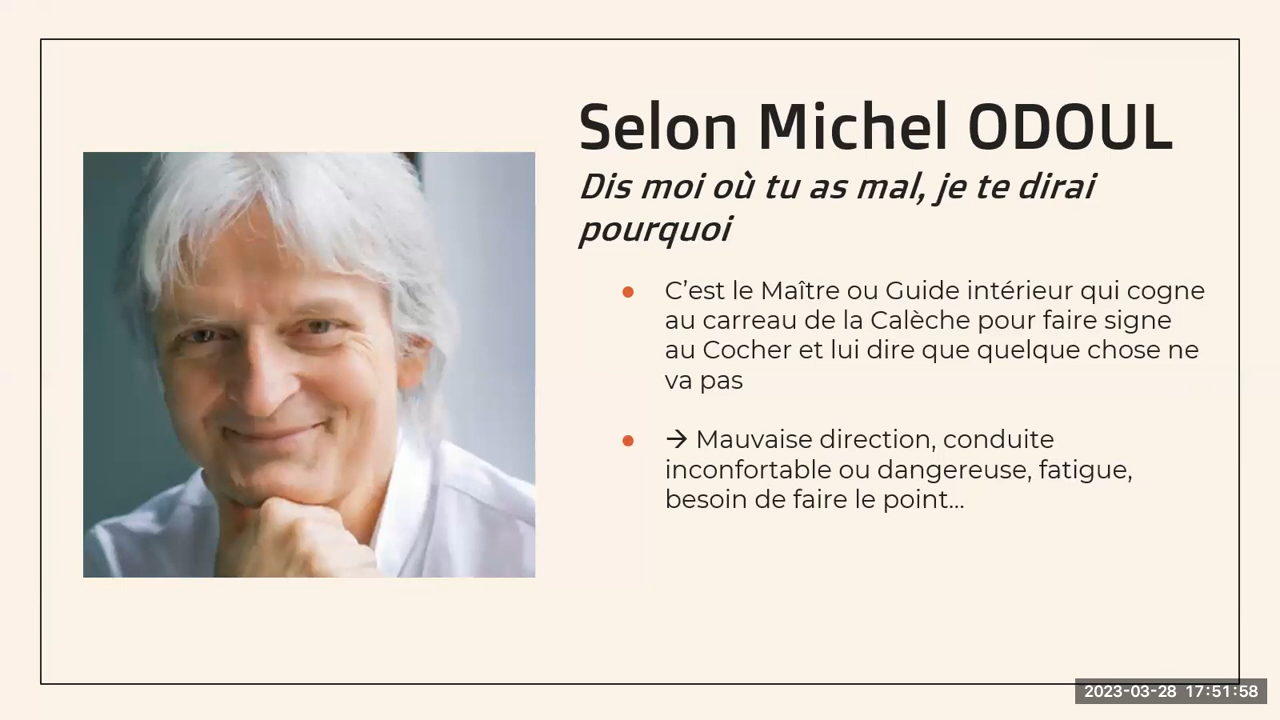 Selon Michel ODOUL
Dis moi où tu as mal, je te dirai
pourquoi
● C’est le Maître ou Guide intérieur qui cogne
au carreau de la Calèche pour faire signe
au Cocher et lui dire que quelque chose ne
va pas
● → Mauvaise direction, conduite
inconfortable ou dangereuse, fatigue,
besoin de faire le point...
2023-03-28 17:51:58